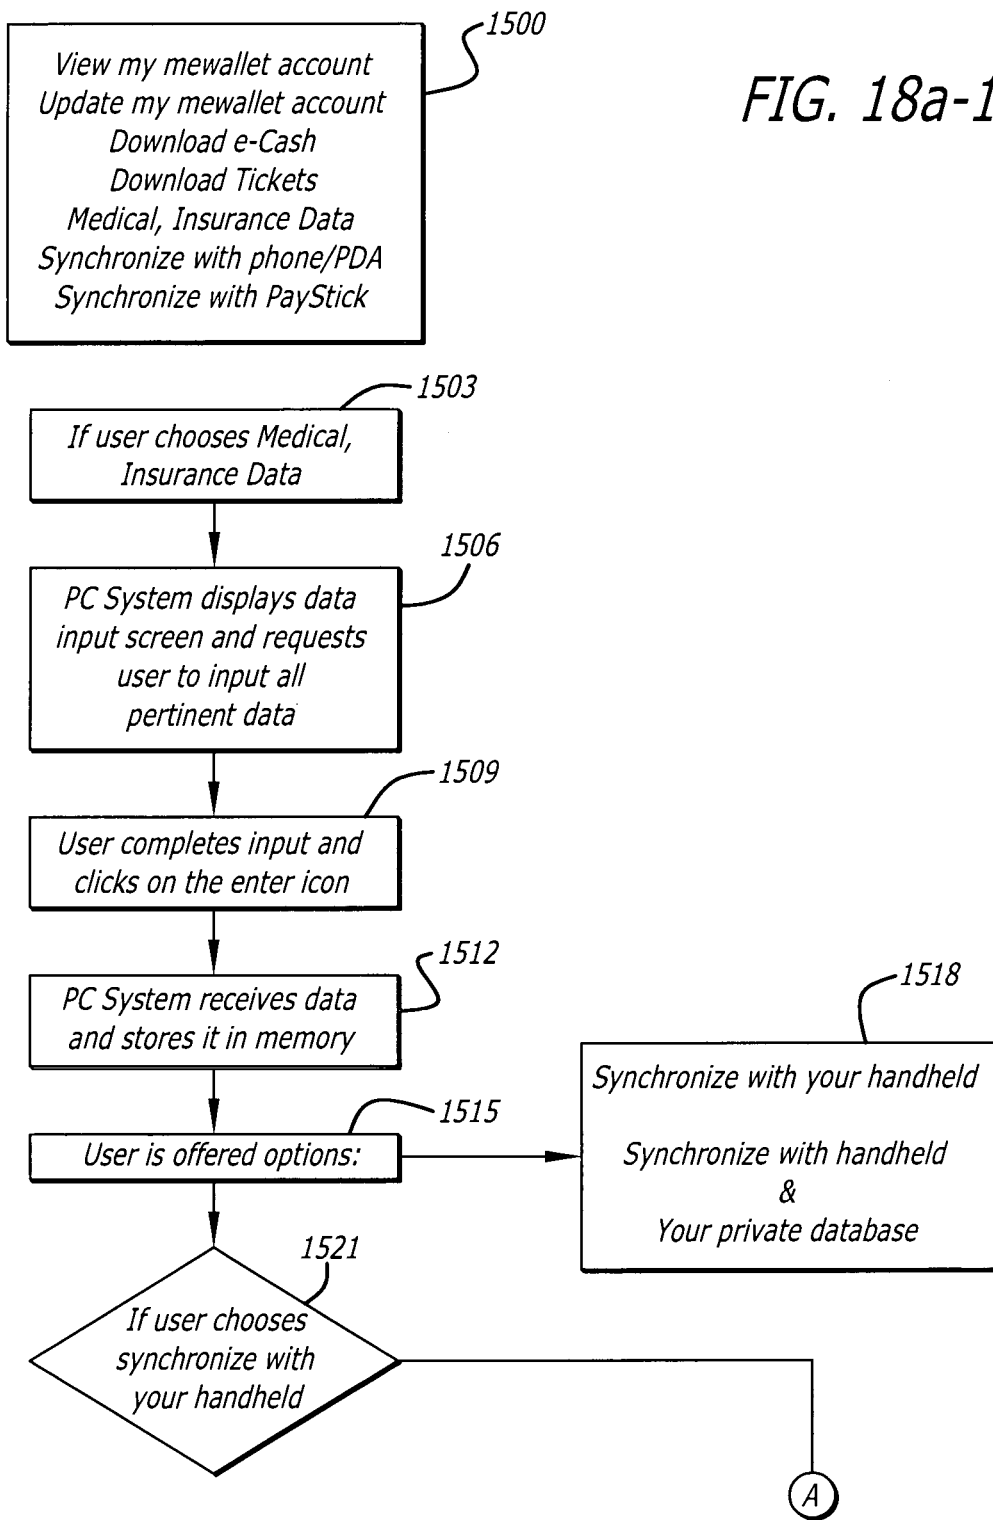 1500
FIG. 18a-1
View my mewallet account
Update my mewallet account
Download e-Cash
Download Tickets
Medical, Insurance Data
Synchronize with phone/PDA
Synchronize with PayStick
1503
If user chooses Medical,
Insurance Data
1506
PC System displays data
input screen and requests
user to input all
pertinent data
1509
User completes input and
clicks on the enter icon
1512
PC System receives data
and stores it in memory
1515
User is offered options:
1518
Synchronize with your handheld
Synchronize with handheld
&
Your private database
1521
If user chooses
synchronize with
your handheld
A